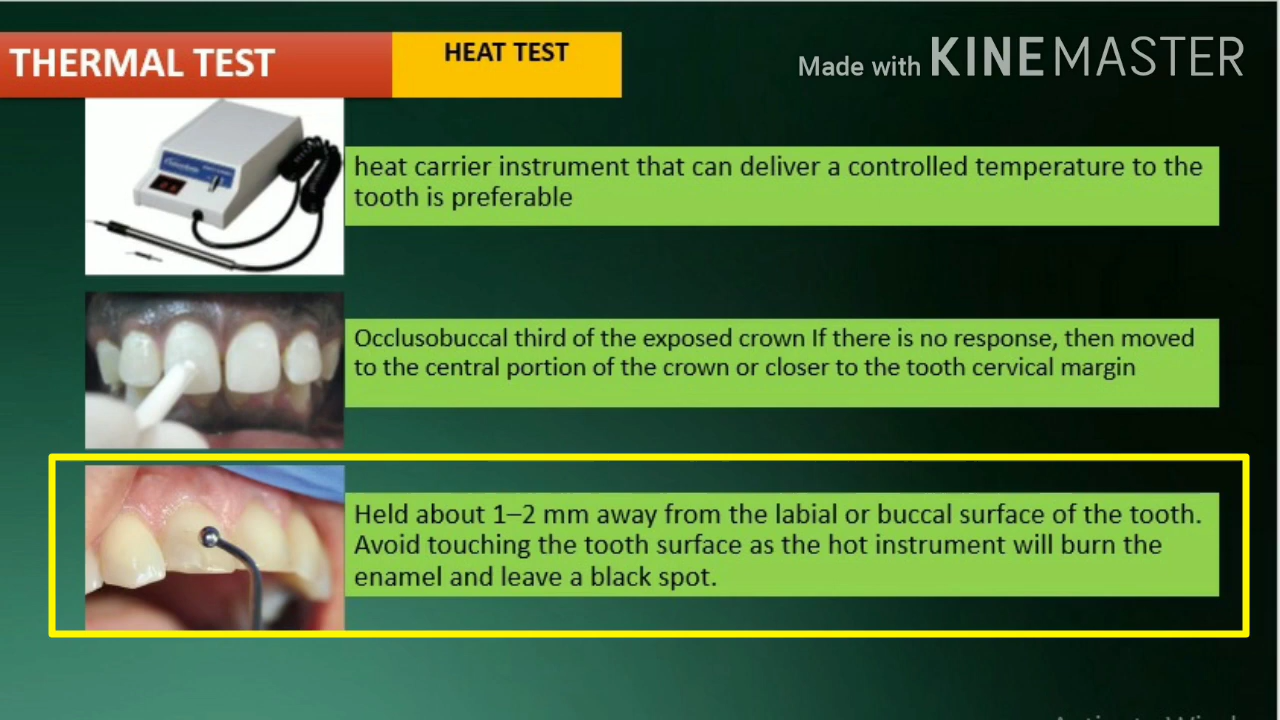 THERMAL TEST
HEAT TEST
Made with KINEMASTER
heat carrier instrument that can deliver a controlled temperature to the
tooth is preferable
Occlusobuccal third of the exposed crown If there is no response, then moved
to the central portion of the crown or closer to the tooth cervical margin
Held about 1–2 mm away from the labial or buccal surface of the tooth.
Avoid touching the tooth surface as the hot instrument will burn the
enamel and leave a black spot.